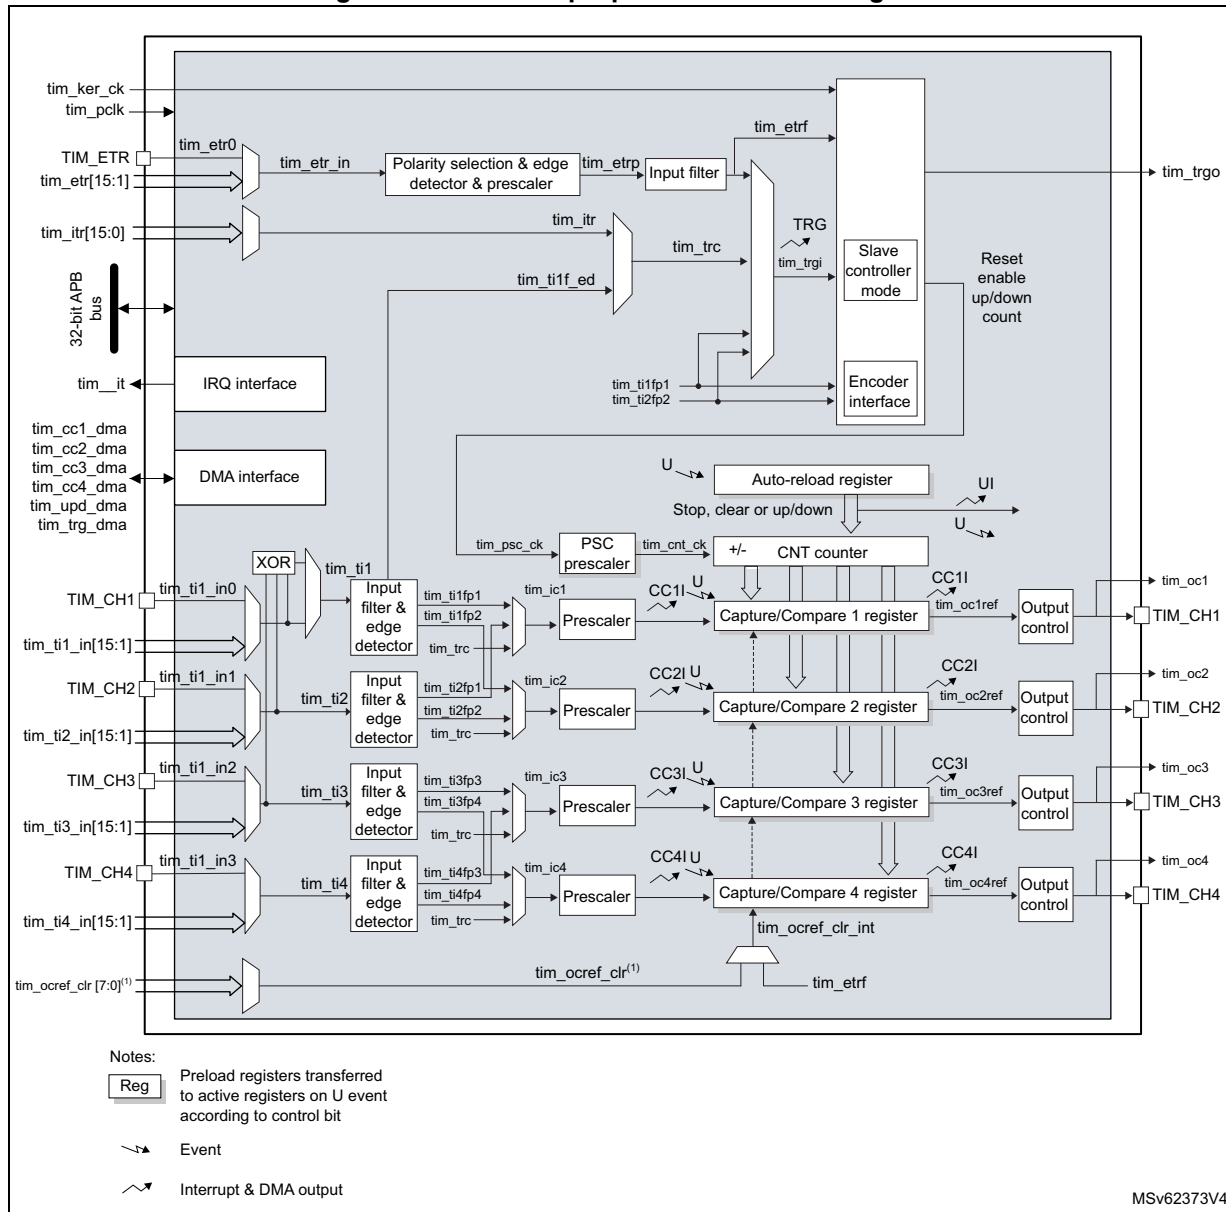 tim_ker_ck
tim_pclk
TIM_ETR
tim_etr0
tim_etr[15:1]
tim_etr_in
Polarity selection & edge
detector & prescaler
tim_etrp
Input filter
tim_etrf
tim_trgo
tim_itr[15:0]
tim_itr
tim_ti1f_ed
tim_trc
TRG
tim_trgi
Slave
controller
mode
Reset
enable
up/down
count
32-bit APB
bus
tim__it
IRQ interface
tim_ti1fp1
tim_ti2fp2
Encoder
interface
tim_cc1_dma
tim_cc2_dma
tim_cc3_dma
tim_cc4_dma
tim_upd_dma
tim_trg_dma
DMA interface
U
Auto-reload register
UI
Stop, clear or up/down
U
tim_psc_ck
PSC
prescaler
tim_cnt_ck
+/-
CNT counter
XOR
tim_ti1
TIM_CH1
tim_ti1_in0
tim_ti1_in[15:1]
Input
filter &
edge
detector
tim_ti1fp1
tim_ti1fp2
tim_trc
tim_ic1
Prescaler
CC1I
U
Capture/Compare 1 register
CC1I
tim_oc1ref
Output
control
tim_oc1
TIM_CH1
TIM_CH2
tim_ti1_in1
tim_ti2_in[15:1]
tim_ti2
Input
filter &
edge
detector
tim_ti2fp1
tim_ti2fp2
tim_trc
tim_ic2
Prescaler
CC2I
U
Capture/Compare 2 register
CC2I
tim_oc2ref
Output
control
tim_oc2
TIM_CH2
TIM_CH3
tim_ti1_in2
tim_ti3_in[15:1]
tim_ti3
Input
filter &
edge
detector
tim_ti3fp3
tim_ti3fp4
tim_trc
tim_ic3
Prescaler
CC3I
U
Capture/Compare 3 register
CC3I
tim_oc3ref
Output
control
tim_oc3
TIM_CH3
TIM_CH4
tim_ti1_in3
tim_ti4_in[15:1]
tim_ti4
Input
filter &
edge
detector
tim_ti4fp3
tim_ti4fp4
tim_trc
tim_ic4
Prescaler
CC4I
U
Capture/Compare 4 register
CC4I
tim_oc4ref
Output
control
tim_oc4
TIM_CH4
tim_ocref_clr_int
tim_ocref_clr [7:0](1)
tim_ocref_clr(1)
tim_etrf
Notes:
Reg
Preload registers transferred
to active registers on U event
according to control bit
Event
Interrupt & DMA output
MSv62373V4